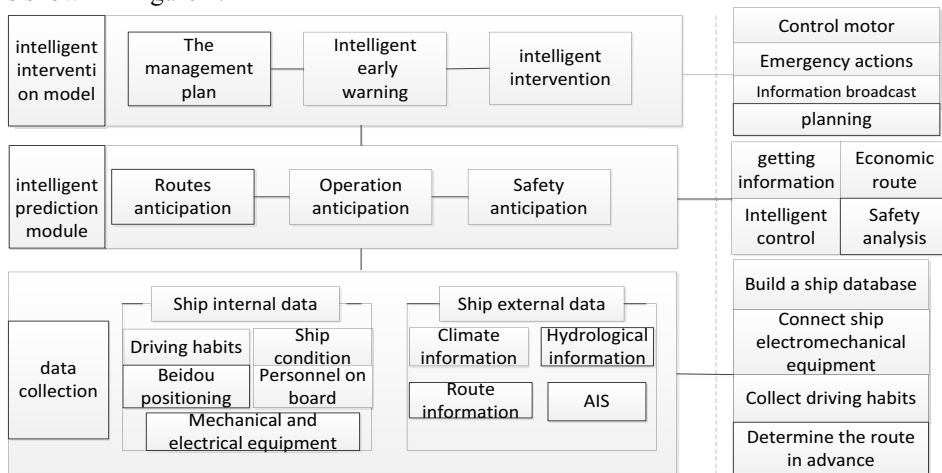 shown in Figure
intelligent
interventi
on model
The
management
plan
Intelligent
early
warning
intelligent
intervention
Control motor
Emergency actions
Information broadcast
planning
intelligent
prediction
module
Routes
anticipation
Operation
anticipation
Safety
anticipation
getting
information
Economic
route
Intelligent
control
Safety
analysis
data
collection
Ship internal data
Driving habits
Ship
condition
Beidou
positioning
Personnel on
board
Mechanical and
electrical equipment
Ship external data
Climate
information
Hydrological
information
Route
information
AIS
Build a ship database
Connect ship
electromechanical
equipment
Collect driving habits
Determine the route
in advance